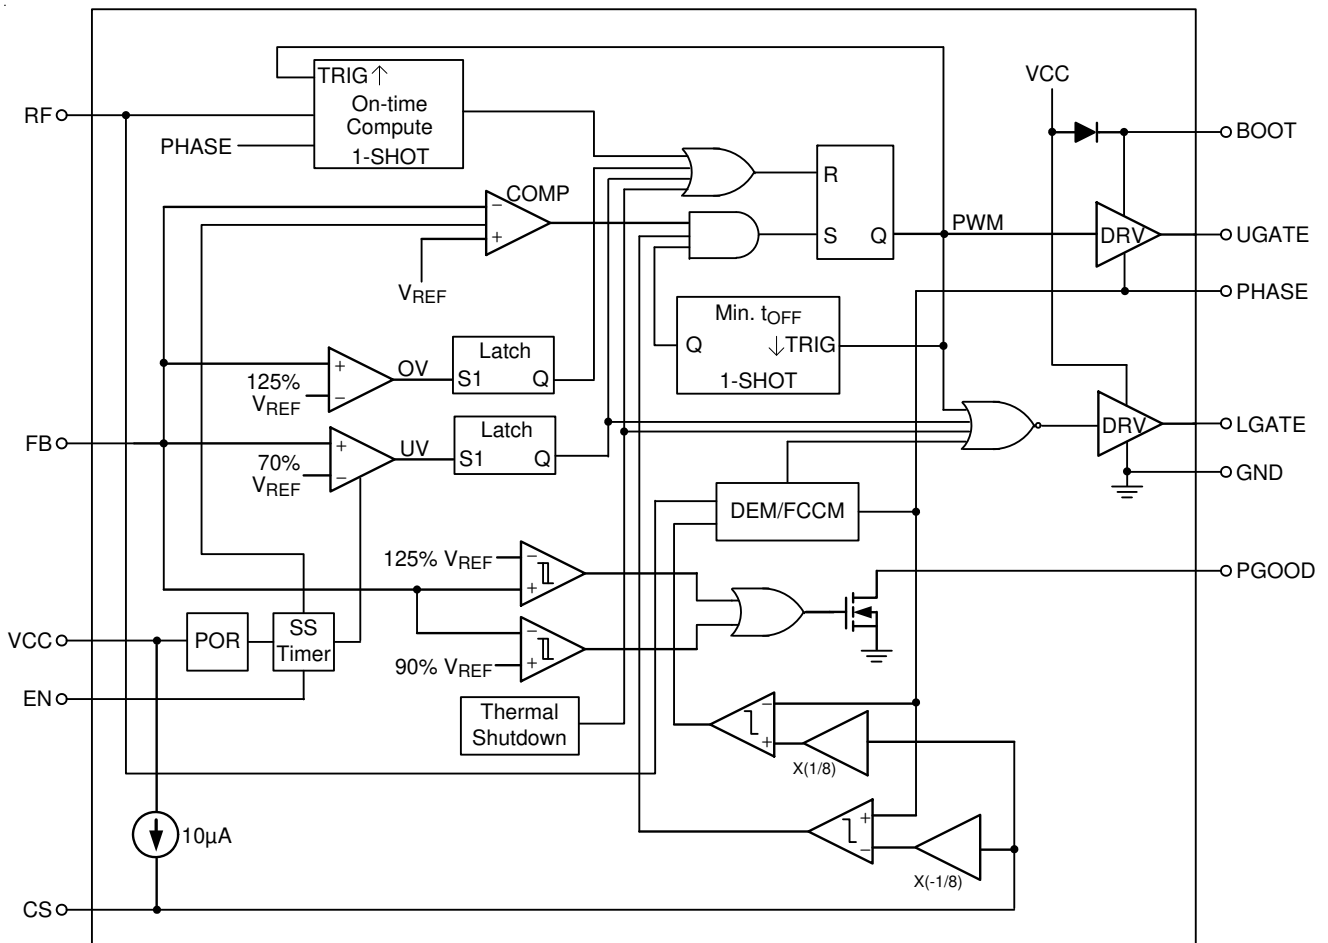 TRIG↑
On-time
Compute
1-SHOT
RF
PHASE
COMP
−
+
VREF
R
S
Q
PWM
VCC
BOOT
DRV
UGATE
PHASE
Min. tOFF
Q
↓TRIG
1-SHOT
+
−
OV
125%
VREF
Latch
S1
Q
FB
+
−
UV
70%
VREF
Latch
S1
Q
DRV
LGATE
GND
DEM/FCCM
125% VREF
−
+
PGOOD
VCC
POR
SS
Timer
90% VREF
−
+
EN
Thermal
Shutdown
−
+
X(1/8)
10µA
+
−
X(-1/8)
CS